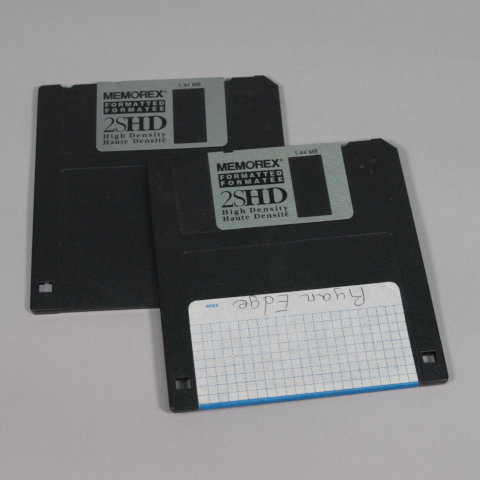 1.44 MB
MEMOREX®
FORMATTED
FORMATÉE
2SHD
High Density
Haute Densité
1.44 MB
MEMOREX®
FORMATTED
FORMATÉE
2SHD
High Density
Haute Densité
Ryan Edge